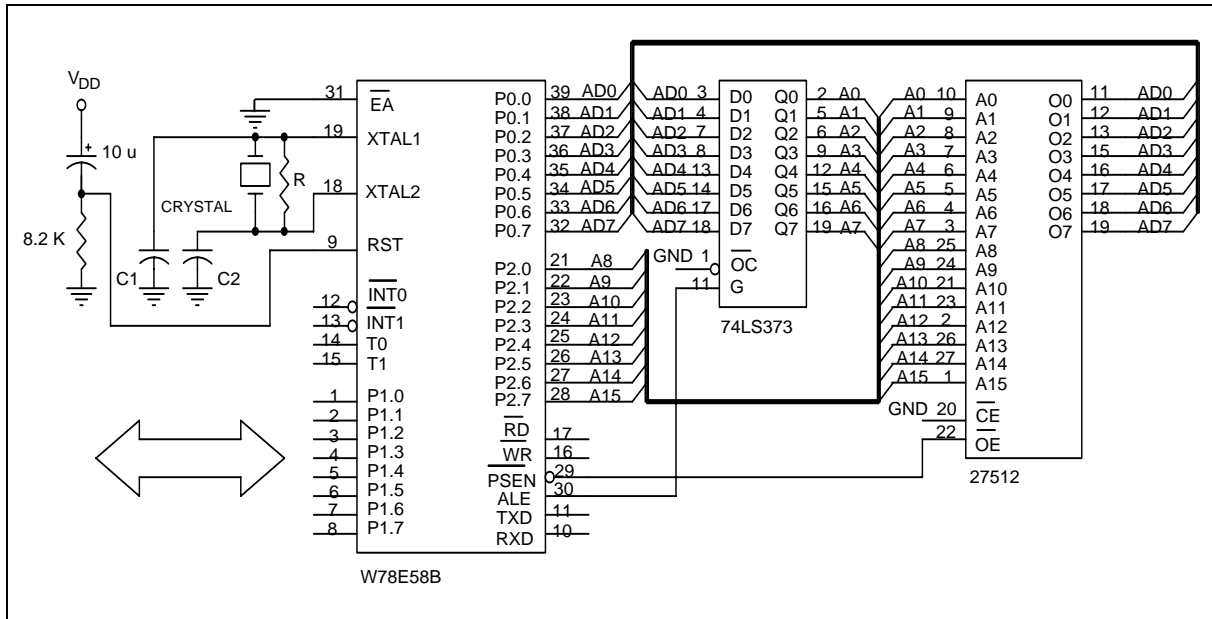 VDD
10 u
8.2 K
C1
C2
CRYSTAL
R
31 EA
19 XTAL1
18 XTAL2
9 RST
12 INT0
13 INT1
14 T0
15 T1
1 P1.0
2 P1.1
3 P1.2
4 P1.3
5 P1.4
6 P1.5
7 P1.6
8 P1.7
P0.0 39 AD0
P0.1 38 AD1
P0.2 37 AD2
P0.3 36 AD3
P0.4 35 AD4
P0.5 34 AD5
P0.6 33 AD6
P0.7 32 AD7
P2.0 21 A8
P2.1 22 A9
P2.2 23 A10
P2.3 24 A11
P2.4 25 A12
P2.5 26 A13
P2.6 27 A14
P2.7 28 A15
RD 17
WR 16
PSEN 29
ALE 30
TXD 11
RXD 10
W78E58B
AD0 3 D0 Q0 2 A0
AD1 4 D1 Q1 5 A1
AD2 7 D2 Q2 6 A2
AD3 8 D3 Q3 9 A3
AD4 13 D4 Q4 12 A4
AD5 14 D5 Q5 15 A5
AD6 17 D6 Q6 16 A6
AD7 18 D7 Q7 19 A7
GND 1 OC
11 G
74LS373
A0 10 A0 O0 11 AD0
A1 9 A1 O1 12 AD1
A2 8 A2 O2 13 AD2
A3 7 A3 O3 15 AD3
A4 6 A4 O4 16 AD4
A5 5 A5 O5 17 AD5
A6 4 A6 O6 18 AD6
A7 3 A7 O7 19 AD7
A8 25 A8
A9 24 A9
A10 21 A10
A11 23 A11
A12 2 A12
A13 26 A13
A14 27 A14
A15 1 A15
GND 20 CE
22 OE
27512